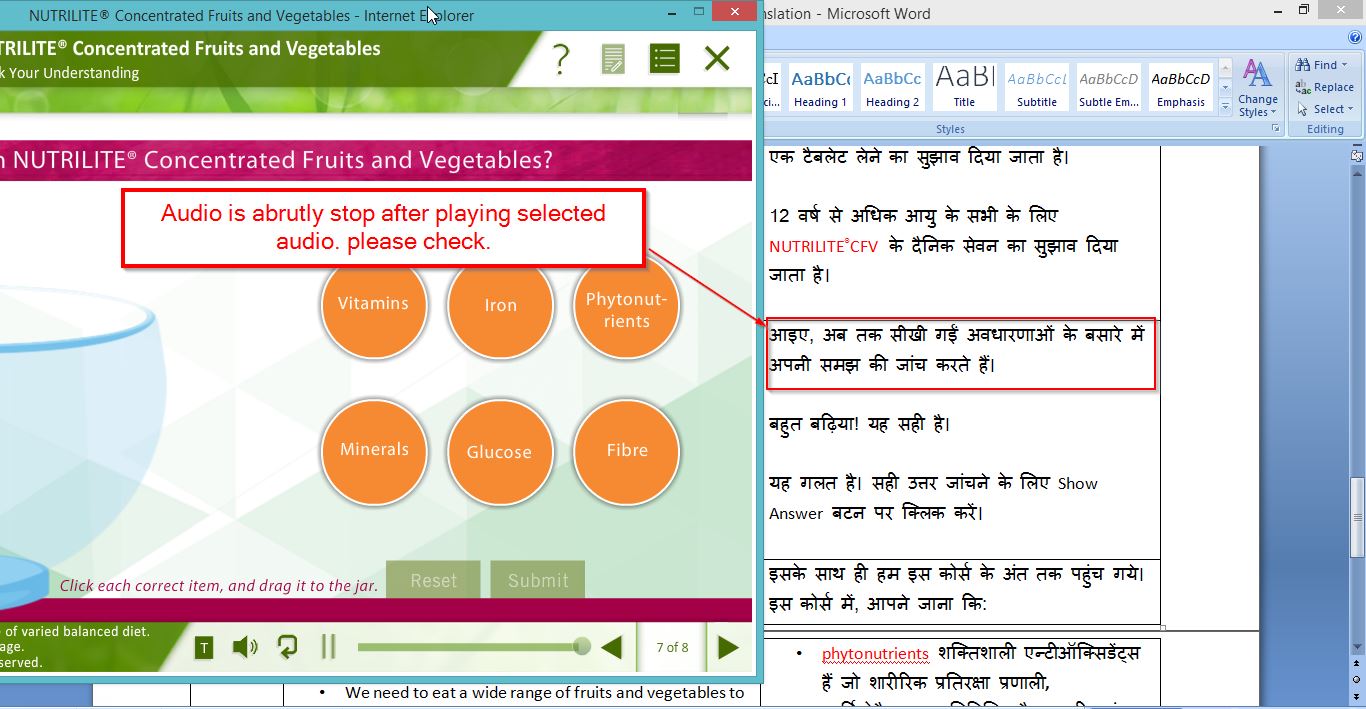 NUTRILITE® Concentrated Fruits and Vegetables - Internet Explorer
TRILITE® Concentrated Fruits and Vegetables
k Your Understanding
n NUTRILITE® Concentrated Fruits and Vegetables?
Audio is abrutly stop after playing selected
audio. please check.
Vitamins
Iron
Phytonut-
rients
Minerals
Glucose
Fibre
Click each correct item, and drag it to the jar.
Reset
Submit
of varied balanced diet.
age.
served.
T
7 of 8
nslation - Microsoft Word
AaBbCc
Heading 1
AaBbCc
Heading 2
AaBl
Title
AaBbCcL
Subtitle
AaBbCcD
Subtle Em...
AaBbCcD
Emphasis
Change
Styles
Find
Replace
Select
Styles
Editing
एक टैबलेट लेने का सुझाव दिया जाता है।
12 वर्ष से अधिक आयु के सभी के लिए
NUTRILITE®CFV के दैनिक सेवन का सुझाव दिया
जाता है।
आइए, अब तक सीखी गईं अवधारणाओं के बसारे में
अपनी समझ की जांच करते हैं।
बहुत बढ़िया! यह सही है।
यह गलत है। सही उत्तर जांचने के लिए Show
Answer बटन पर क्लिक करें।
इसके साथ ही हम इस कोर्स के अंत तक पहुंच गये।
इस कोर्स में, आपने जाना कि:
• phytonutrients शक्तिशाली एन्टीऑक्सिडेंट्स
हैं जो शारीरिक प्रतिरक्षा प्रणाली,
• We need to eat a wide range of fruits and vegetables to